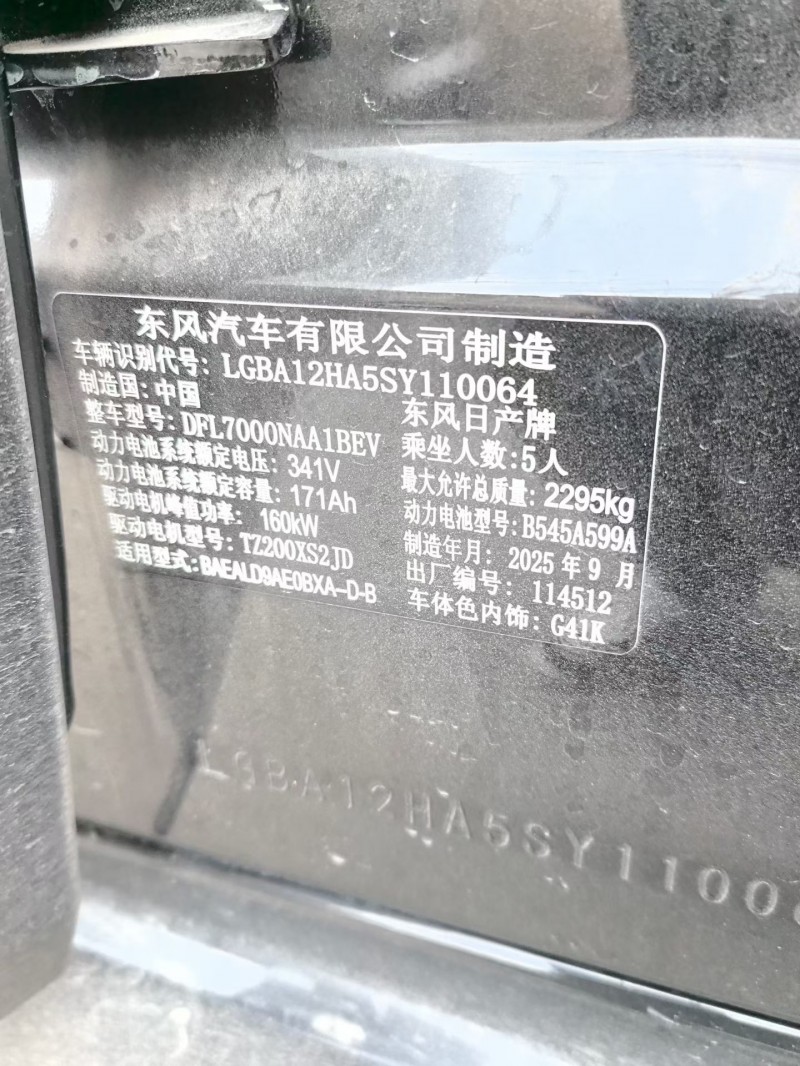 东风汽车有限公司制造
车辆识别代号: LGBA12HA5SY110064
制造国: 中国 东风日产牌
整车型号: DFL7000NAA1BEV 乘坐人数: 5人
动力电池系统额定电压: 341V 最大允许总质量: 2295kg
动力电池系统额定容量: 171Ah 动力电池型号: B545A599A
驱动电机峰值功率: 160kW 制造年月: 2025年9月
驱动电机型号: TZ200XS2JD 出厂编号: 114512
适用型式: BAEALD9AE0BXA-D-B 车体色内饰: G41K
LGBA12HA5SY11006